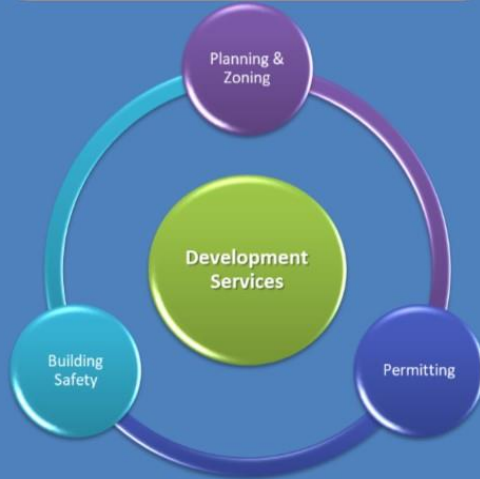 Planning &
Zoning
Development
Services
Building
Safety
Permitting